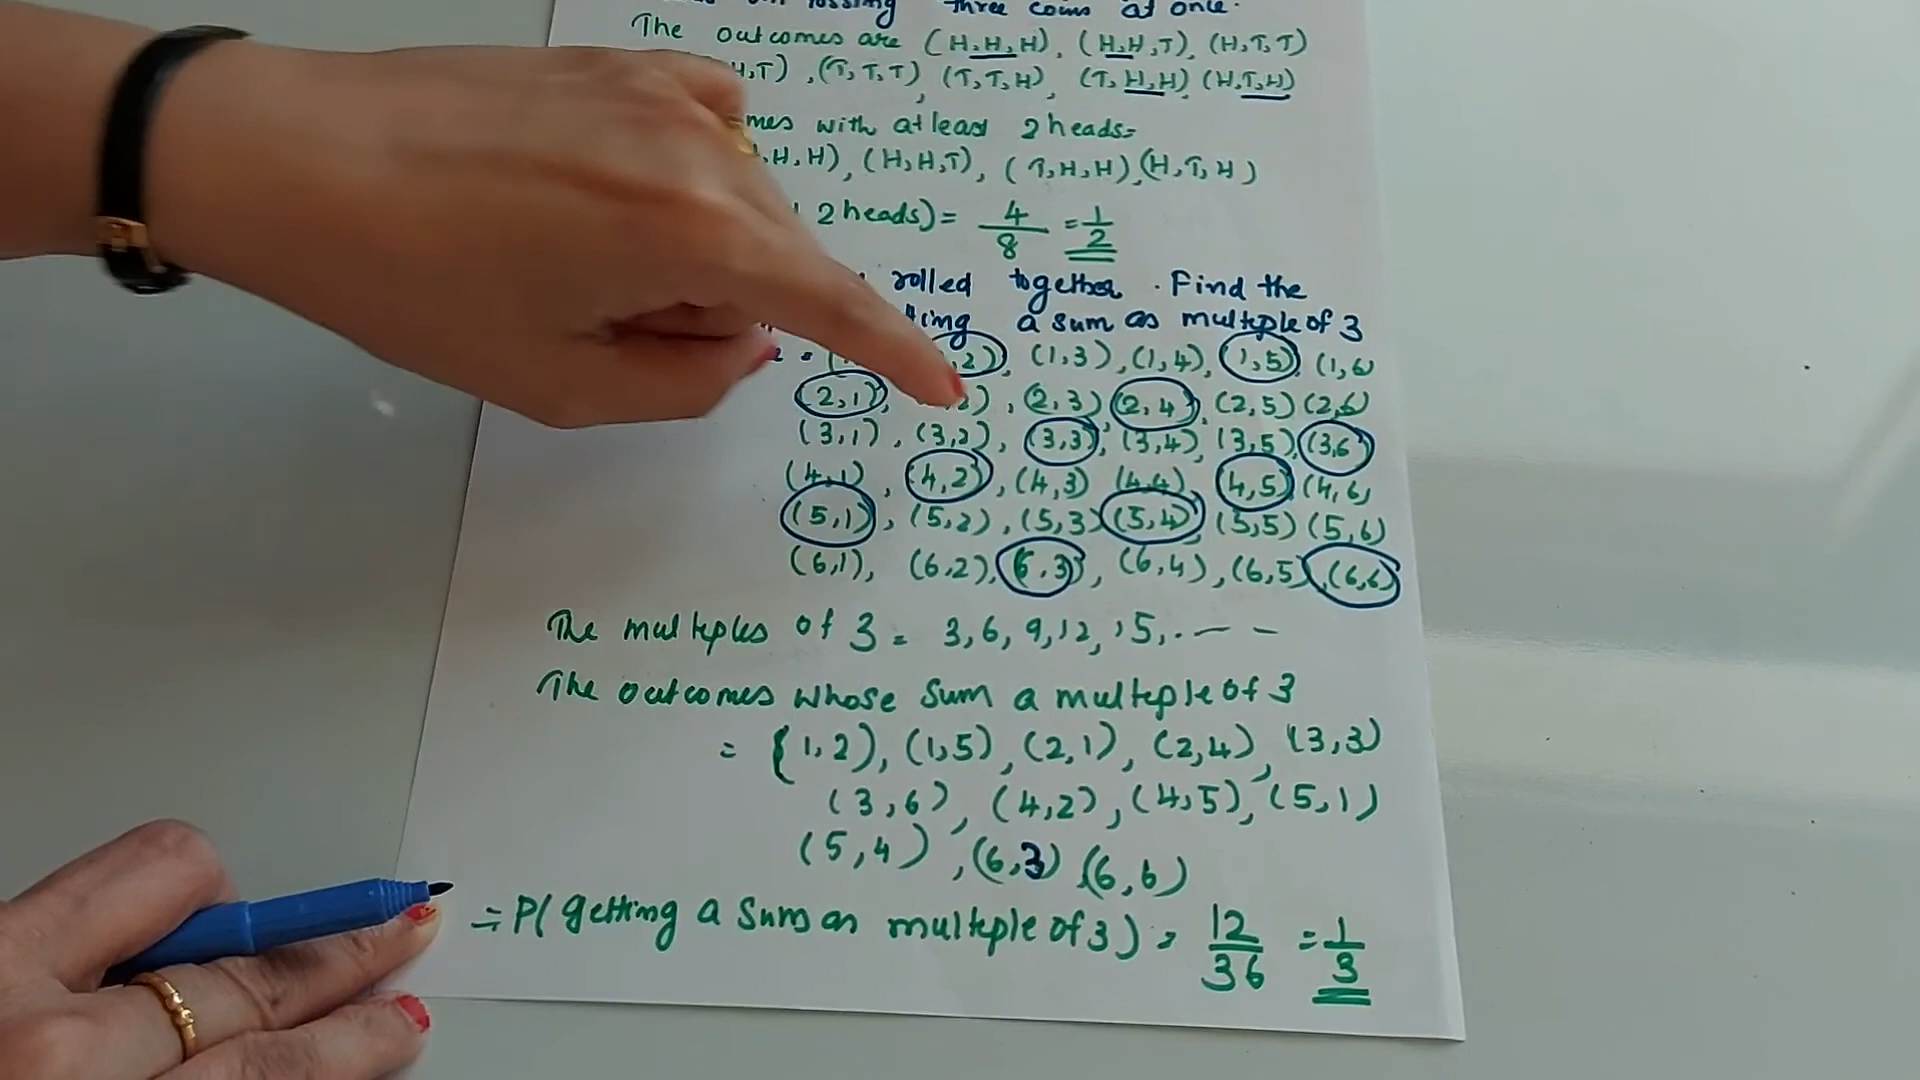 tossing three coins at once.
The outcomes are (H,H,H), (H,H,T), (H,T,T)
H,T), (T,T,T), (T,T,H), (T,H,H), (H,T,H)
mes with atleast 2 heads=
,H,H), (H,H,T), (T,H,H), (H,T,H)
2 heads) = 4/8 = 1/2
rolled together. Find the
tting a sum as multiple of 3
= ,2), (1,3), (1,4), (1,5), (1,6
(2,1), 2), (2,3) (2,4), (2,5) (2,6)
(3,1), (3,2), (3,3), (3,4), (3,5), (3,6)
(4,1), (4,2), (4,3) (4,4), (4,5) (4,6)
(5,1), (5,2), (5,3) (5,4), (5,5) (5,6)
(6,1), (6,2), (6,3), (6,4), (6,5), (6,6)
The multiples of 3 = 3, 6, 9, 12, 15, . — -
The outcomes whose sum a multiple of 3
= {1,2), (1,5), (2,1), (2,4), (3,3)
(3,6), (4,2), (4,5), (5,1)
(5,4), (6,3) (6,6)
= P(getting a sum as multiple of 3) = 12/36 = 1/3